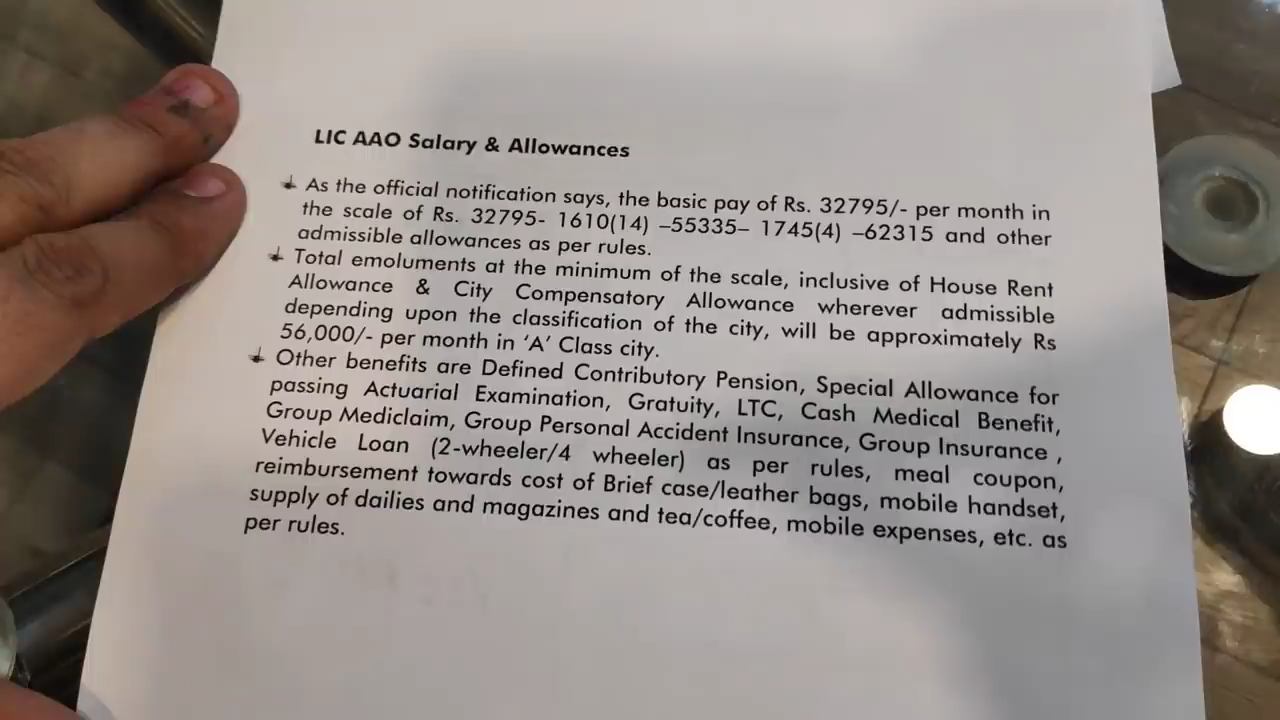 LIC AAO Salary & Allowances
As the official notification says, the basic pay of Rs. 32795/- per month in
the scale of Rs. 32795- 1610(14) –55335– 1745(4) –62315 and other
admissible allowances as per rules.
Total emoluments at the minimum of the scale, inclusive of House Rent
Allowance & City Compensatory Allowance wherever admissible
depending upon the classification of the city, will be approximately Rs
56,000/- per month in ‘A’ Class city.
Other benefits are Defined Contributory Pension, Special Allowance for
passing Actuarial Examination, Gratuity, LTC, Cash Medical Benefit,
Group Mediclaim, Group Personal Accident Insurance, Group Insurance ,
Vehicle Loan (2-wheeler/4 wheeler) as per rules, meal coupon,
reimbursement towards cost of Brief case/leather bags, mobile handset,
supply of dailies and magazines and tea/coffee, mobile expenses, etc. as
per rules.